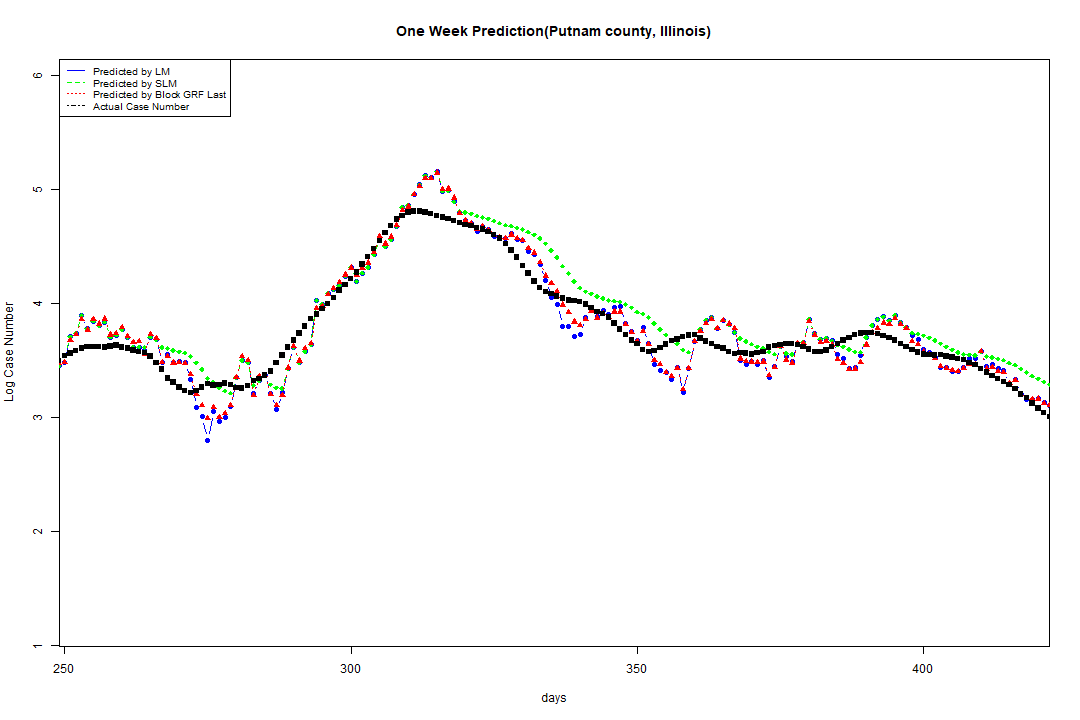 One Week Prediction(Putnam county, Illinois)
Predicted by LM
Predicted by SLM
Predicted by Block GRF Last
Actual Case Number
6
5
4
3
2
1
Log Case Number
250 300 350 400
days